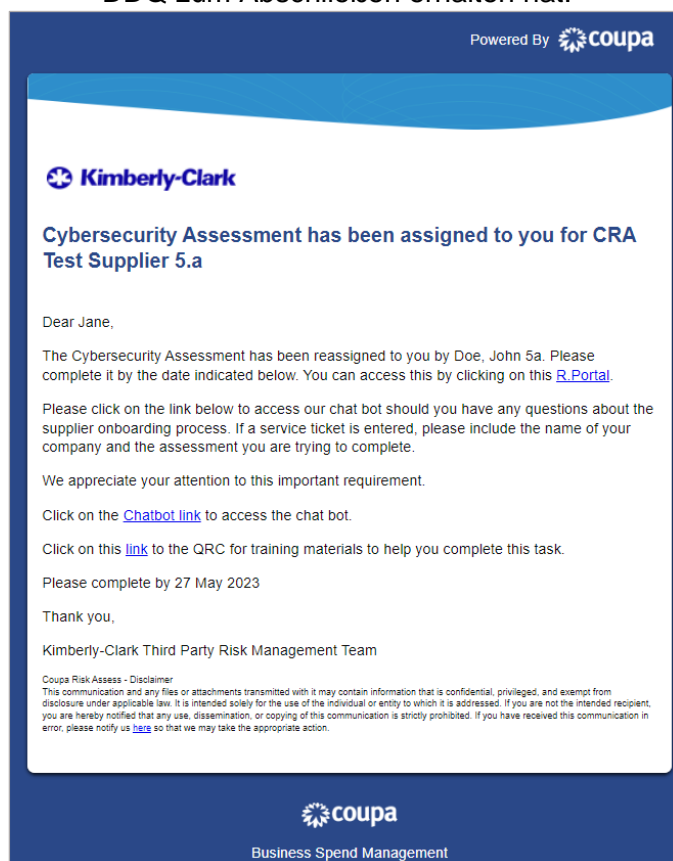 DDQ zum Abschließen erhalten hat.
Powered By coupa
Kimberly-Clark
Cybersecurity Assessment has been assigned to you for CRA
Test Supplier 5.a
Dear Jane,
The Cybersecurity Assessment has been reassigned to you by Doe, John 5a. Please
complete it by the date indicated below. You can access this by clicking on this R.Portal.
Please click on the link below to access our chat bot should you have any questions about the
supplier onboarding process. If a service ticket is entered, please include the name of your
company and the assessment you are trying to complete.
We appreciate your attention to this important requirement.
Click on the Chatbot link to access the chat bot.
Click on this link to the QRC for training materials to help you complete this task.
Please complete by 27 May 2023
Thank you,
Kimberly-Clark Third Party Risk Management Team
Coupa Risk Assess - Disclaimer
This communication and any files or attachments transmitted with it may contain information that is confidential, privileged, and exempt from
disclosure under applicable law. It is intended solely for the use of the individual or entity to which it is addressed. If you are not the intended recipient,
you are hereby notified that any use, dissemination, or copying of this communication is strictly prohibited. If you have received this communication in
error, please notify us here so that we may take the appropriate action.
coupa
Business Spend Management